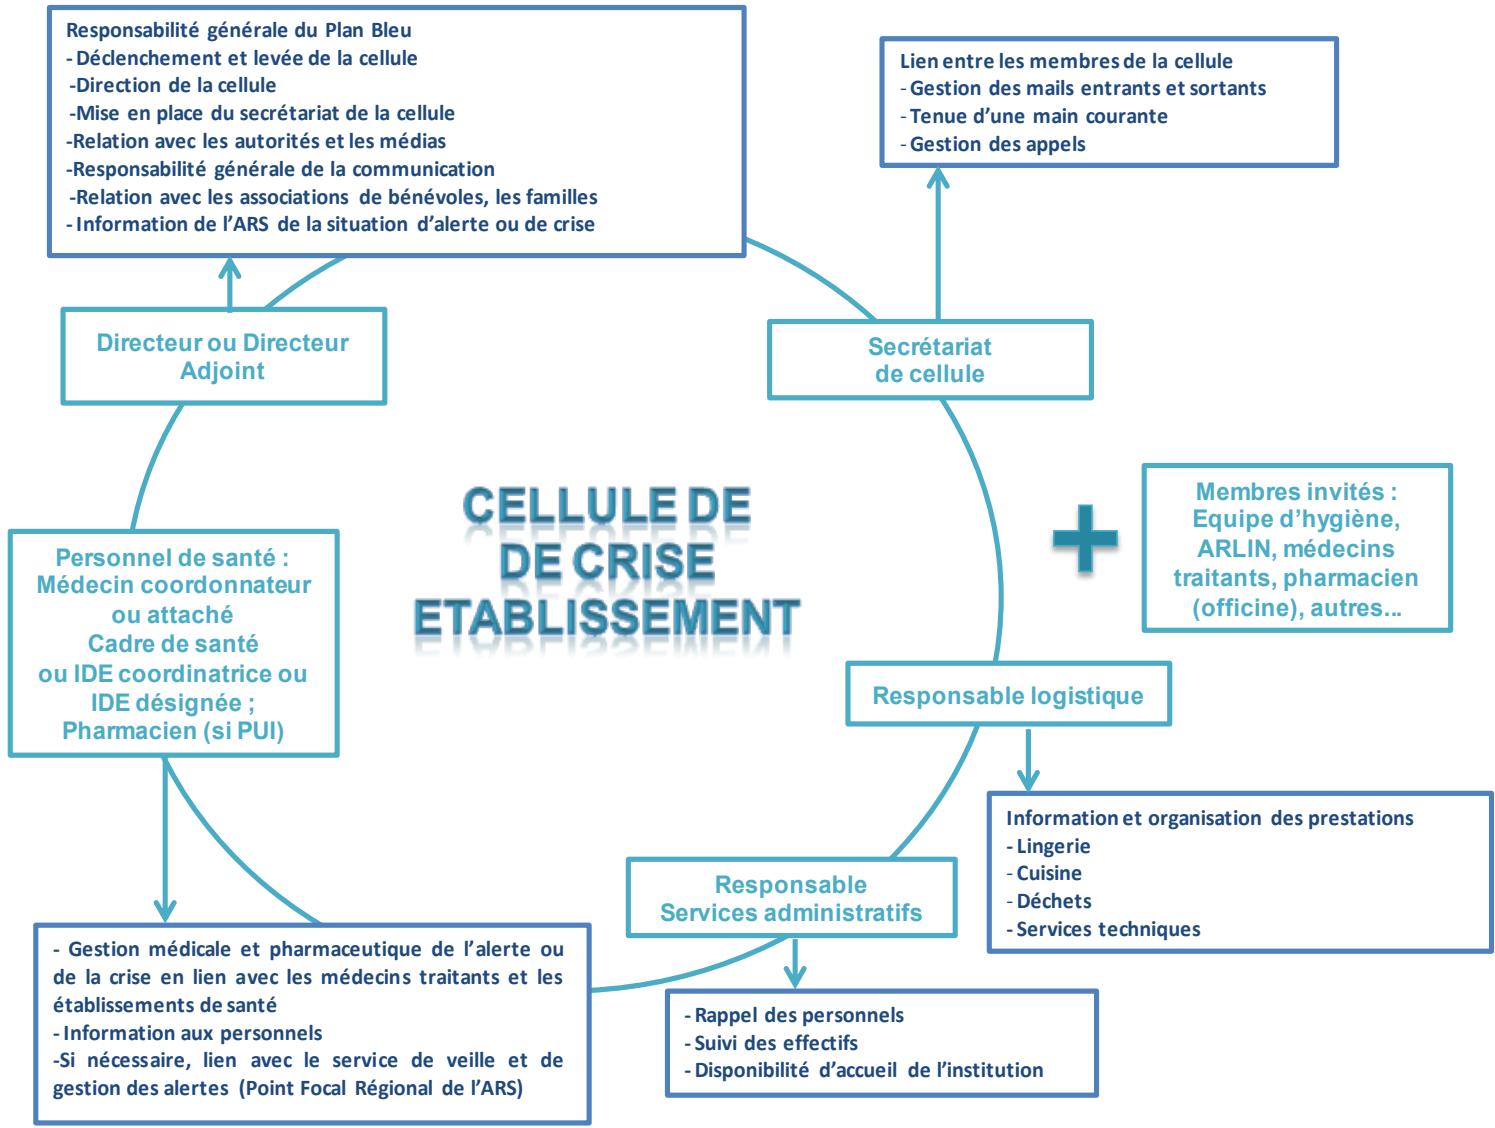 Responsabilité générale du Plan Bleu
- Déclenchement et levée de la cellule
-Direction de la cellule
-Mise en place du secrétariat de la cellule
-Relation avec les autorités et les médias
-Responsabilité générale de la communication
-Relation avec les associations de bénévoles, les familles
- Information de l’ARS de la situation d’alerte ou de crise
Lien entre les membres de la cellule
- Gestion des mails entrants et sortants
- Tenue d’une main courante
- Gestion des appels
Directeur ou Directeur
Adjoint
Secrétariat
de cellule
CELLULE DE
DE CRISE
ETABLISSEMENT
Membres invités :
Equipe d’hygiène,
ARLIN, médecins
traitants, pharmacien
(officine), autres...
Personnel de santé :
Médecin coordonnateur
ou attaché
Cadre de santé
ou IDE coordinatrice ou
IDE désignée ;
Pharmacien (si PUI)
Responsable logistique
Information et organisation des prestations
- Lingerie
- Cuisine
- Déchets
- Services techniques
Responsable
Services administratifs
- Gestion médicale et pharmaceutique de l’alerte ou
de la crise en lien avec les médecins traitants et les
établissements de santé
- Information aux personnels
-Si nécessaire, lien avec le service de veille et de
gestion des alertes (Point Focal Régional de l’ARS)
- Rappel des personnels
- Suivi des effectifs
- Disponibilité d’accueil de l’institution